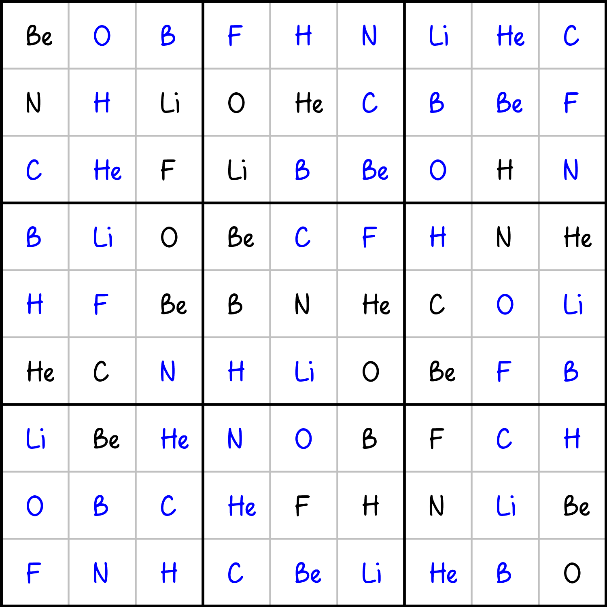 Be O B F H N Li He C
N H Li O He C B Be F
C He F Li B Be O H N
B Li O Be C F H N He
H F Be B N He C O Li
He C N H Li O Be F B
Li Be He N O B F C H
O B C He F H N Li Be
F N H C Be Li He B O